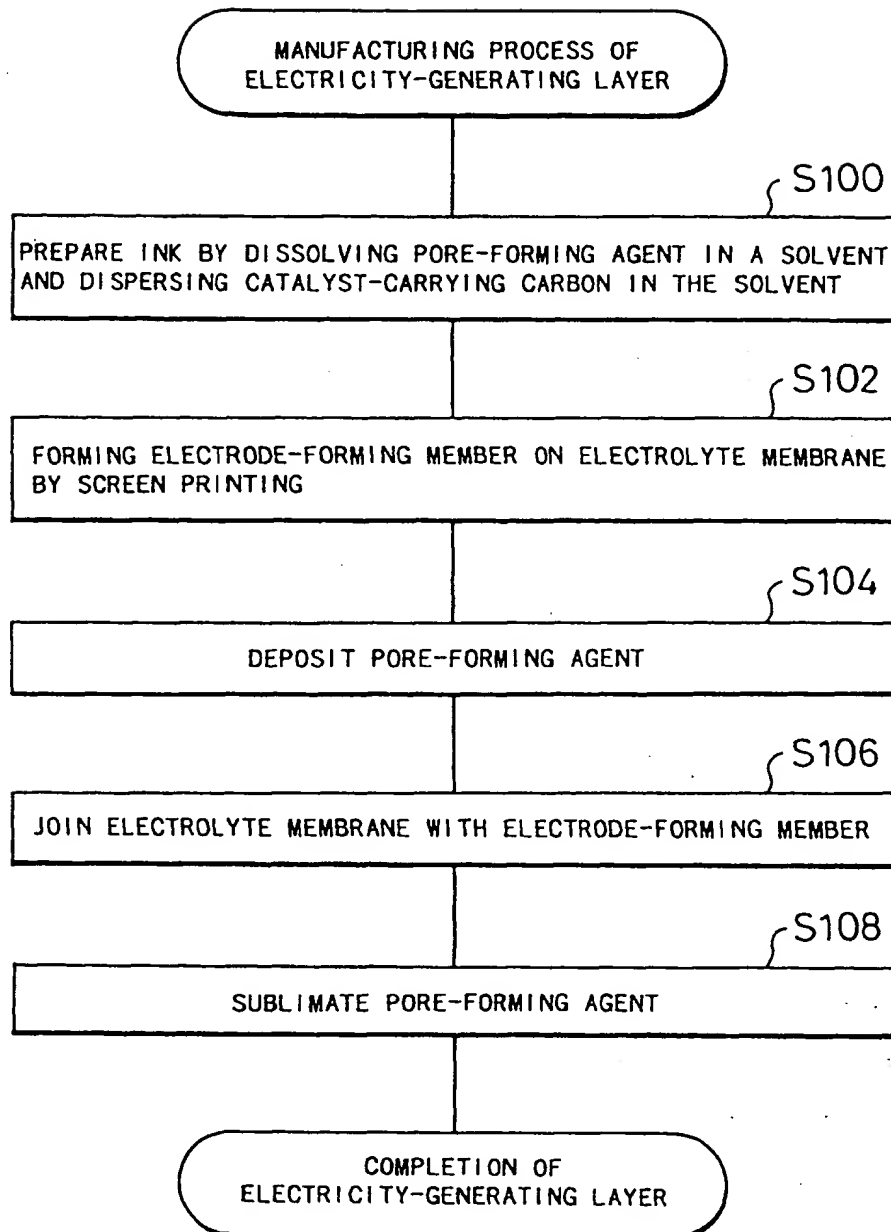 MANUFACTURING PROCESS OF
ELECTRICITY-GENERATING LAYER
S100
PREPARE INK BY DISSOLVING PORE-FORMING AGENT IN A SOLVENT
AND DISPERSING CATALYST-CARRYING CARBON IN THE SOLVENT
S102
FORMING ELECTRODE-FORMING MEMBER ON ELECTROLYTE MEMBRANE
BY SCREEN PRINTING
S104
DEPOSIT PORE-FORMING AGENT
S106
JOIN ELECTROLYTE MEMBRANE WITH ELECTRODE-FORMING MEMBER
S108
SUBLIMATE PORE-FORMING AGENT
COMPLETION OF
ELECTRICITY-GENERATING LAYER